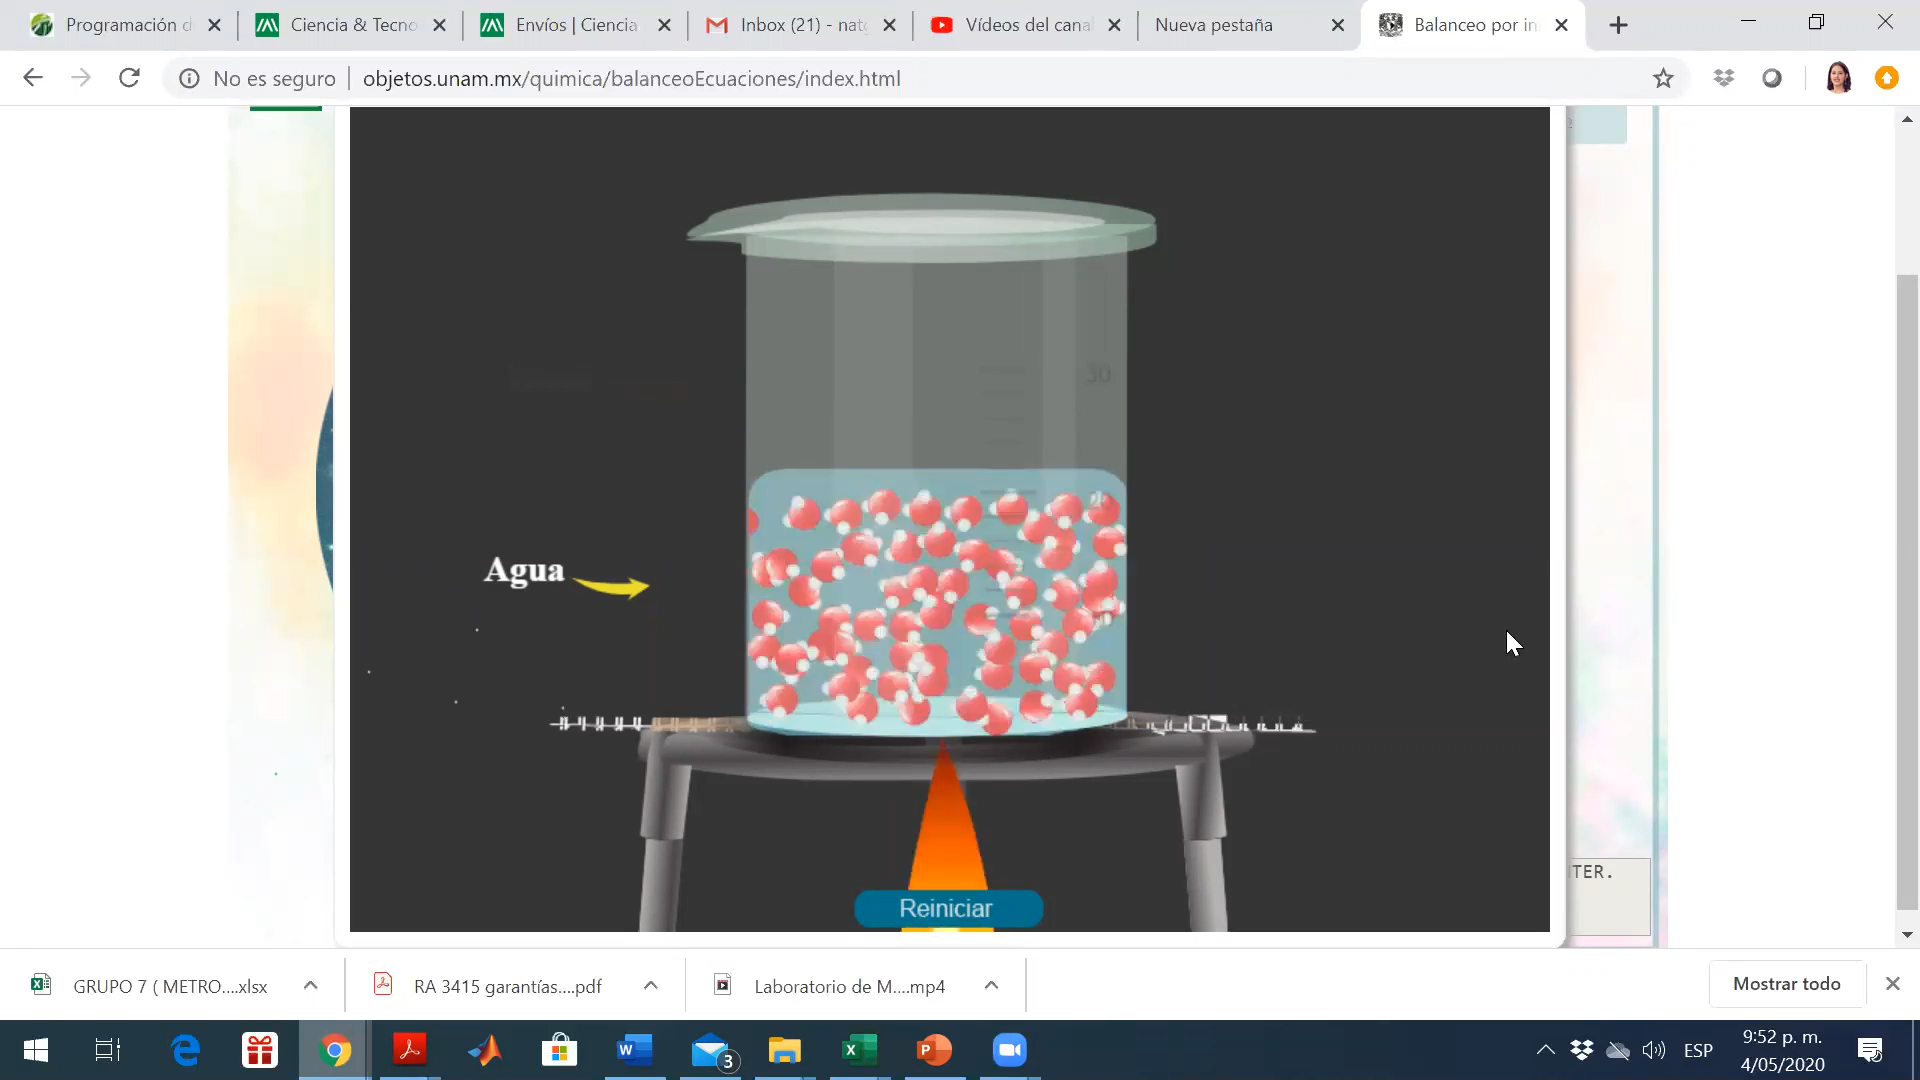 Programación d
Ciencia & Tecno
Envíos | Ciencia
Inbox (21) - natg
Vídeos del canal
Nueva pestaña
Balanceo por in
No es seguro
objetos.unam.mx/quimica/balanceoEcuaciones/index.html
30
Agua
Reiniciar
TER.
GRUPO 7 ( METRO....xlsx
RA 3415 garantías....pdf
Laboratorio de M....mp4
Mostrar todo
3
ESP
9:52 p. m.
4/05/2020